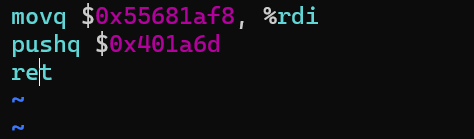 movq $0x55681af8, %rdi
pushq $0x401a6d
ret
~
~